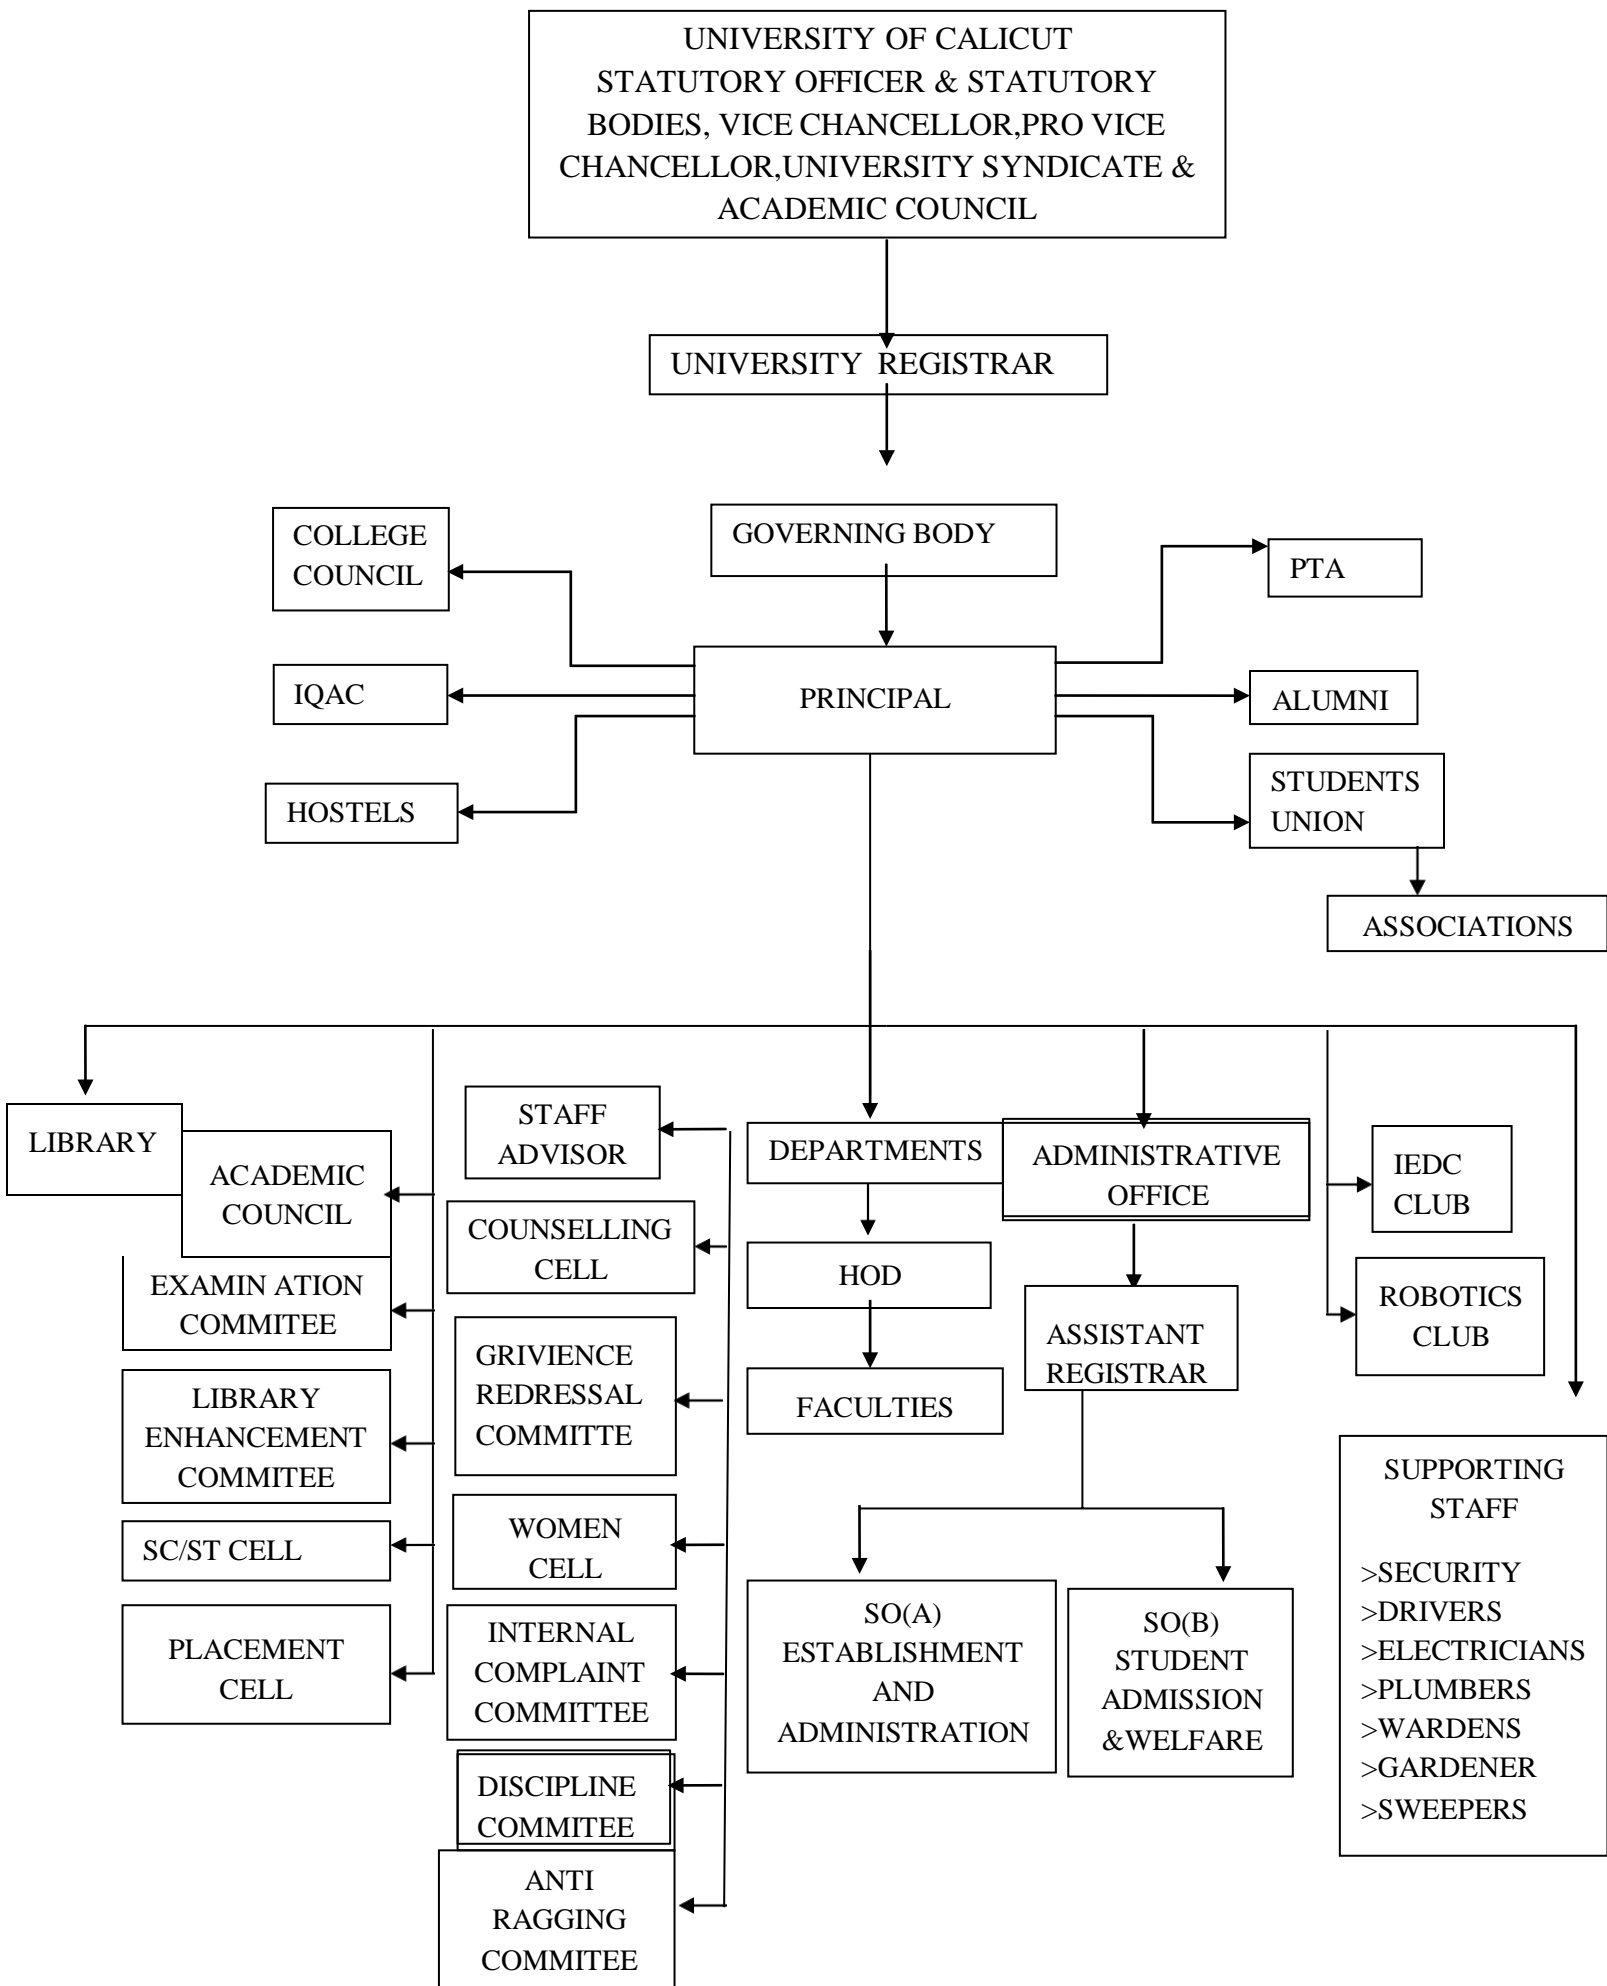 UNIVERSITY OF CALICUT
STATUTORY OFFICER & STATUTORY
BODIES, VICE CHANCELLOR,PRO VICE
CHANCELLOR,UNIVERSITY SYNDICATE &
ACADEMIC COUNCIL
UNIVERSITY REGISTRAR
COLLEGE
COUNCIL
GOVERNING BODY
PTA
IQAC
PRINCIPAL
ALUMNI
HOSTELS
STUDENTS
UNION
ASSOCIATIONS
LIBRARY
ACADEMIC
COUNCIL
EXAMIN ATION
COMMITEE
LIBRARY
ENHANCEMENT
COMMITEE
SC/ST CELL
PLACEMENT
CELL
STAFF
ADVISOR
COUNSELLING
CELL
GRIVIENCE
REDRESSAL
COMMITTE
WOMEN
CELL
INTERNAL
COMPLAINT
COMMITTEE
DISCIPLINE
COMMITEE
ANTI
RAGGING
COMMITEE
DEPARTMENTS
HOD
FACULTIES
ADMINISTRATIVE
OFFICE
ASSISTANT
REGISTRAR
SO(A)
ESTABLISHMENT
AND
ADMINISTRATION
SO(B)
STUDENT
ADMISSION
&WELFARE
IEDC
CLUB
ROBOTICS
CLUB
SUPPORTING
STAFF
>SECURITY
>DRIVERS
>ELECTRICIANS
>PLUMBERS
>WARDENS
>GARDENER
>SWEEPERS